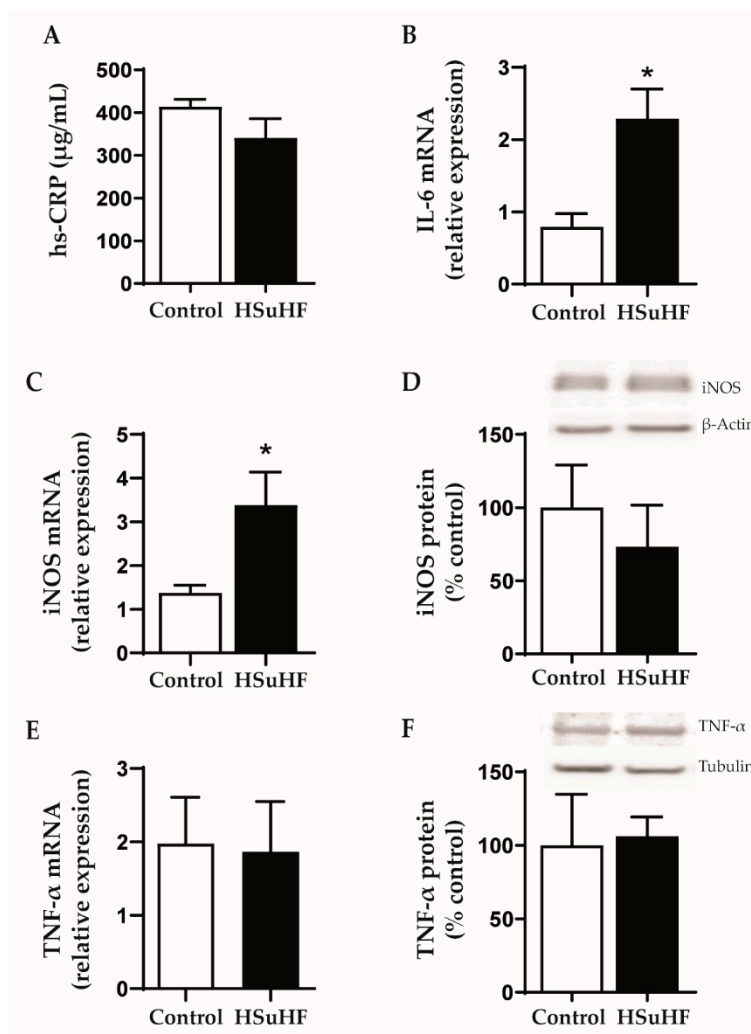 A
hs-CRP (µg/mL)
500
400
300
200
100
0
Control HSuHF
B
IL-6 mRNA
(relative expression)
3
2
1
0
*
Control HSuHF
C
iNOS mRNA
(relative expression)
5
4
3
2
1
0
*
Control HSuHF
D
iNOS
β-Actin
iNOS protein
(% control)
150
100
50
0
Control HSuHF
E
TNF-α mRNA
(relative expression)
3
2
1
0
Control HSuHF
F
TNF-α
Tubulin
TNF-α protein
(% control)
150
100
50
0
Control HSuHF